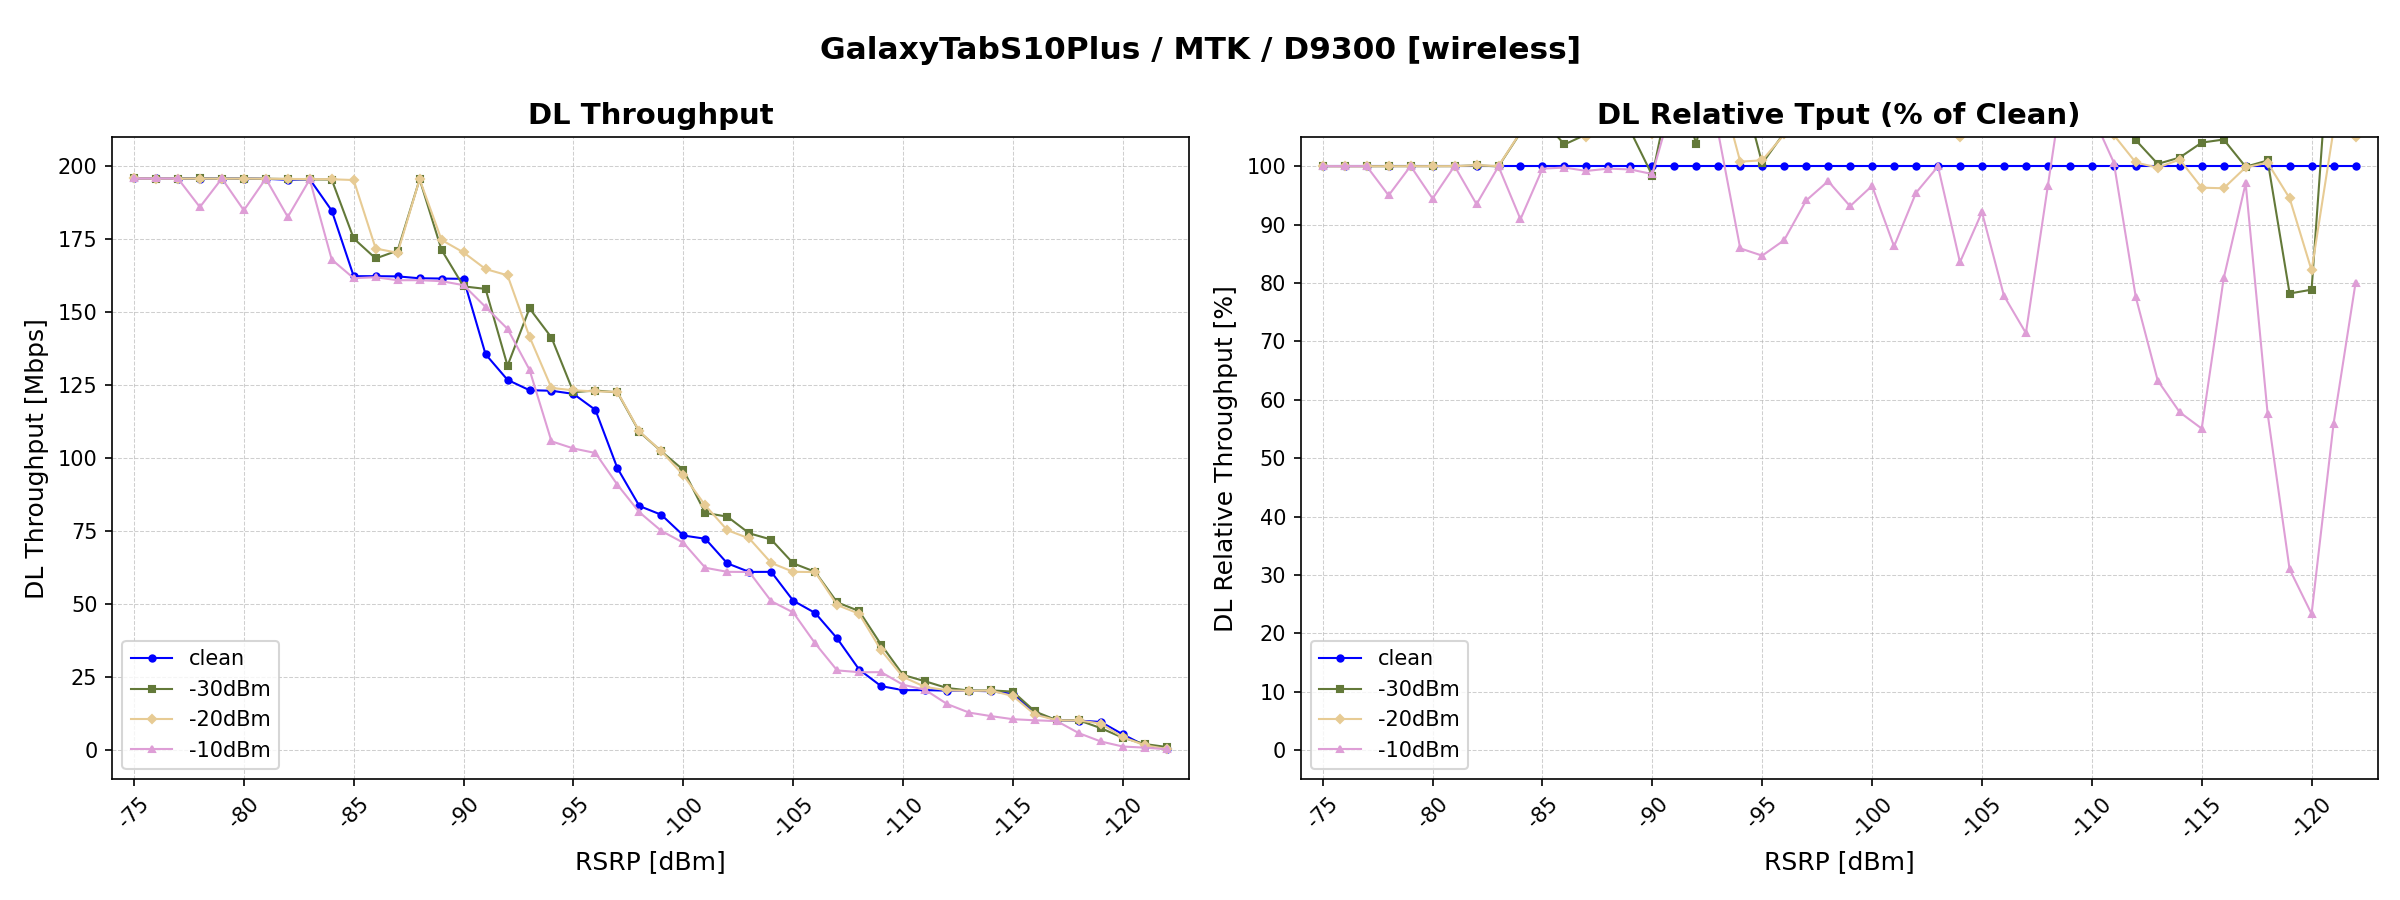 GalaxyTabS10Plus / MTK / D9300 [wireless]
DL Throughput
DL Throughput [Mbps]
200
175
150
125
100
75
50
25
0
clean
-30dBm
-20dBm
-10dBm
-75
-80
-85
-90
-95
-100
-105
-110
-115
-120
RSRP [dBm]
DL Relative Tput (% of Clean)
DL Relative Throughput [%]
100
90
80
70
60
50
40
30
20
10
0
clean
-30dBm
-20dBm
-10dBm
-75
-80
-85
-90
-95
-100
-105
-110
-115
-120
RSRP [dBm]